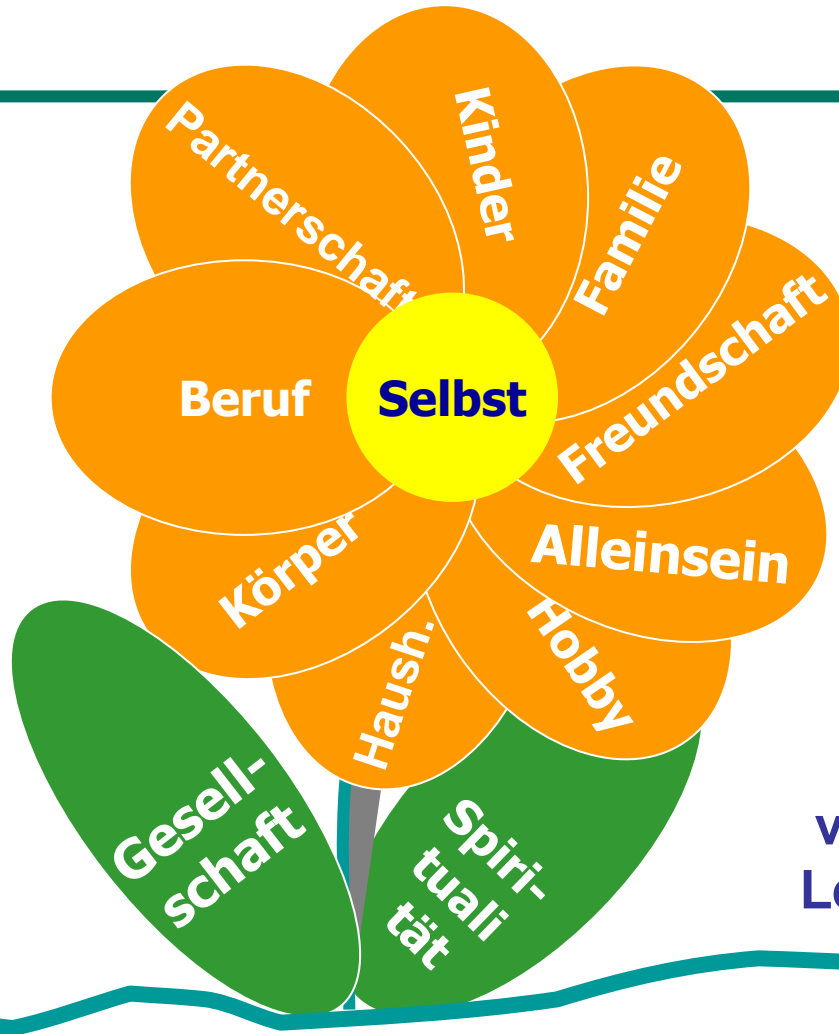 Partnerschaft
Kinder
Familie
Freundschaft
Beruf
Selbst
Alleinsein
Körper
Hobby
Haush.
Gesell-
schaft
Spiri-
tuali
tät